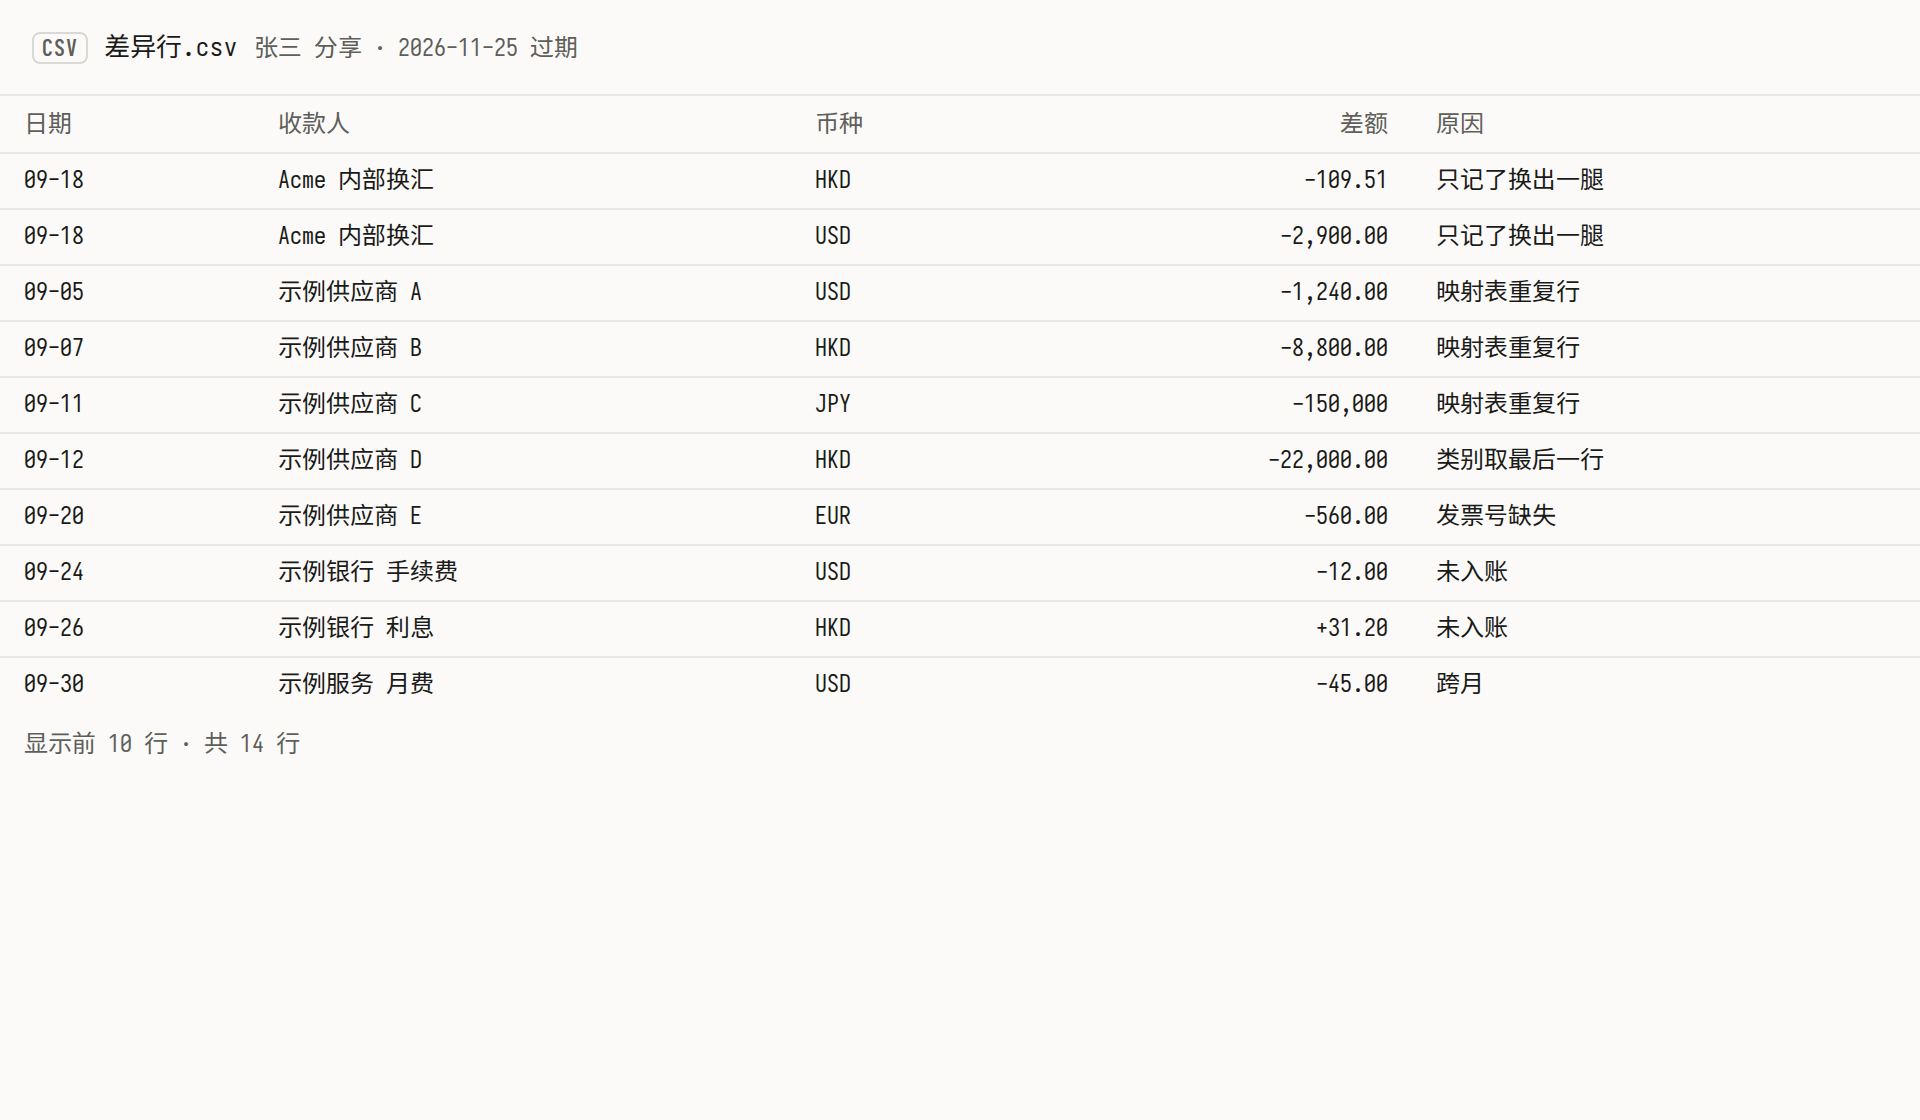 CSV 差异行.csv 张三 分享 · 2026-11-25 过期
日期 收款人 币种 差额 原因
09-18 Acme 内部换汇 HKD -109.51 只记了换出一腿
09-18 Acme 内部换汇 USD -2,900.00 只记了换出一腿
09-05 示例供应商 A USD -1,240.00 映射表重复行
09-07 示例供应商 B HKD -8,800.00 映射表重复行
09-11 示例供应商 C JPY -150,000 映射表重复行
09-12 示例供应商 D HKD -22,000.00 类别取最后一行
09-20 示例供应商 E EUR -560.00 发票号缺失
09-24 示例银行 手续费 USD -12.00 未入账
09-26 示例银行 利息 HKD +31.20 未入账
09-30 示例服务 月费 USD -45.00 跨月
显示前 10 行 · 共 14 行